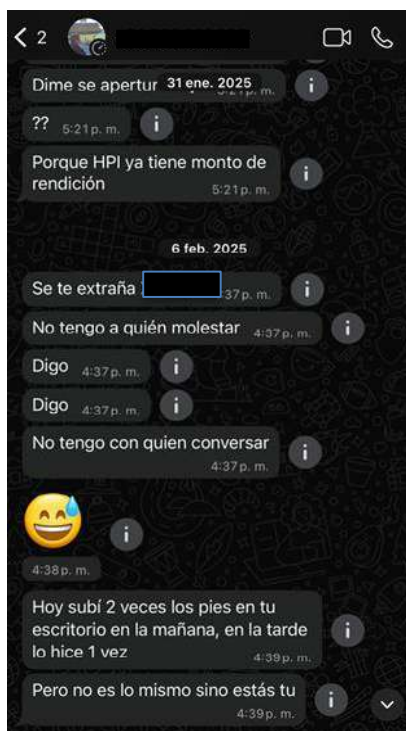 2
Dime se apertur
31 ene. 2025
i
??
5:21 p. m.
i
Porque HPI ya tiene monto de
rendición
5:21 p. m.
i
6 feb. 2025
Se te extraña
:37 p. m.
i
No tengo a quién molestar
4:37 p. m.
i
Digo
4:37 p. m.
i
Digo
4:37 p. m.
i
No tengo con quien conversar
4:37 p. m.
i
i
4:38 p. m.
Hoy subí 2 veces los pies en tu
escritorio en la mañana, en la tarde
lo hice 1 vez
4:39 p. m.
i
Pero no es lo mismo sino estás tu
4:39 p. m.
i